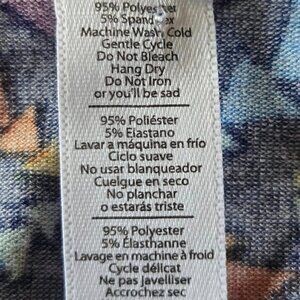 95% Polyester
5% Spandex
Machine Wash Cold
Gentle Cycle
Do Not Bleach
Hang Dry
Do Not Iron
or you'll be sad
95% Poliéster
5% Elastano
Lavar a máquina en frío
Ciclo suave
No usar blanqueador
Cuelgue en seco
No planchar
o estarás triste
95% Polyester
5% Élasthanne
Lavage en machine à froid
Cycle délicat
Ne pas javelliser
Accrochez sec